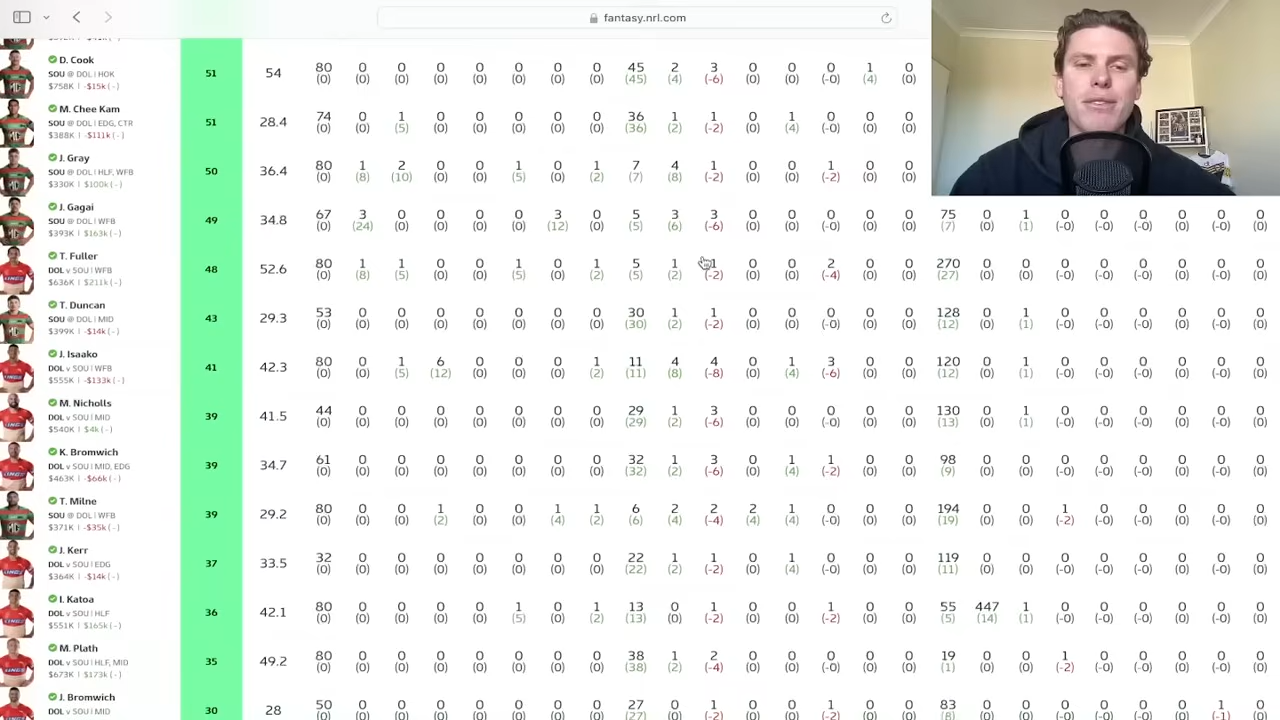 fantasy.nrl.com
D. Cook
SOU @ DOL | HOK
$758K | -$15k ( - )
51 54 80 0 0 0 0 0 0 0 45 2 3 0 0 0 1 0
(0) (0) (0) (0) (0) (0) (0) (0) (45) (4) (-6) (0) (0) (-0) (4) (0)
M. Chee Kam
SOU @ DOL | EDG, CTR
$388K | -$111k ( - )
51 28.4 74 0 1 0 0 0 0 0 36 1 1 0 1 0 0 0
(0) (0) (5) (0) (0) (0) (0) (0) (36) (2) (-2) (0) (4) (-0) (0) (0)
J. Gray
SOU @ DOL | HLF, WFB
$330K | $100k ( - )
50 36.4 80 1 2 0 0 1 0 1 7 4 1 0 0 1 0 0
(0) (8) (10) (0) (0) (5) (0) (2) (7) (8) (-2) (0) (0) (-2) (0) (0)
J. Gagai
SOU @ DOL | WFB
$393K | $163k ( - )
49 34.8 67 3 0 0 0 0 3 0 5 3 3 0 0 0 0 0 75 0 1 0 0 0 0 0 0
(0) (24) (0) (0) (0) (0) (12) (0) (5) (6) (-6) (0) (0) (-0) (0) (0) (7) (0) (1) (-0) (-0) (-0) (-0) (-0) (-0)
T. Fuller
DOL v SOU | WFB
$636K | $211k ( - )
48 52.6 80 1 1 0 0 1 0 1 5 1 1 0 0 2 0 0 270 0 0 0 0 0 0 0 0
(0) (8) (5) (0) (0) (5) (0) (2) (5) (2) (-2) (0) (0) (-4) (0) (0) (27) (0) (0) (-0) (-0) (-0) (-0) (-0) (-0)
T. Duncan
SOU @ DOL | MID
$399K | -$14k ( - )
43 29.3 53 0 0 0 0 0 0 0 30 1 1 0 0 0 0 0 128 0 1 0 0 0 0 0 0
(0) (0) (0) (0) (0) (0) (0) (0) (30) (2) (-2) (0) (0) (-0) (0) (0) (12) (0) (1) (-0) (-0) (-0) (-0) (-0) (-0)
J. Isaako
DOL v SOU | WFB
$555K | -$133k ( - )
41 42.3 80 0 1 6 0 0 0 1 11 4 4 0 1 3 0 0 120 0 1 0 0 0 0 0 0
(0) (0) (5) (12) (0) (0) (0) (2) (11) (8) (-8) (0) (4) (-6) (0) (0) (12) (0) (1) (-0) (-0) (-0) (-0) (-0) (-0)
M. Nicholls
DOL v SOU | MID
$540K | $4k ( - )
39 41.5 44 0 0 0 0 0 0 0 29 1 3 0 0 0 0 0 130 0 1 0 0 0 0 0 0
(0) (0) (0) (0) (0) (0) (0) (0) (29) (2) (-6) (0) (0) (-0) (0) (0) (13) (0) (1) (-0) (-0) (-0) (-0) (-0) (-0)
K. Bromwich
DOL v SOU | MID, EDG
$463K | -$66k ( - )
39 34.7 61 0 0 0 0 0 0 0 32 1 3 0 1 1 0 0 98 0 0 0 0 0 0 0 0
(0) (0) (0) (0) (0) (0) (0) (0) (32) (2) (-6) (0) (4) (-2) (0) (0) (9) (0) (0) (-0) (-0) (-0) (-0) (-0) (-0)
T. Milne
SOU @ DOL | WFB
$371K | -$35k ( - )
39 29.2 80 0 0 1 0 0 1 1 6 2 2 2 1 0 0 0 194 0 0 1 0 0 0 0 0
(0) (0) (0) (2) (0) (0) (4) (2) (6) (4) (-4) (4) (4) (-0) (0) (0) (19) (0) (0) (-2) (-0) (-0) (-0) (-0) (-0)
J. Kerr
DOL v SOU | EDG
$364K | -$14k ( - )
37 33.5 32 0 0 0 0 0 0 0 22 1 1 0 1 0 0 0 119 0 0 0 0 0 0 0 0
(0) (0) (0) (0) (0) (0) (0) (0) (22) (2) (-2) (0) (4) (-0) (0) (0) (11) (0) (0) (-0) (-0) (-0) (-0) (-0) (-0)
I. Katoa
DOL v SOU | HLF
$551K | $165k ( - )
36 42.1 80 0 0 0 0 1 0 1 13 0 1 0 0 1 0 0 55 447 1 0 0 0 0 0 0
(0) (0) (0) (0) (0) (5) (0) (2) (13) (0) (-2) (0) (0) (-2) (0) (0) (5) (14) (1) (-0) (-0) (-0) (-0) (-0) (-0)
M. Plath
DOL v SOU | HLF, MID
$673K | $173k ( - )
35 49.2 80 0 0 0 0 0 0 0 38 1 2 0 0 0 0 0 19 0 0 1 0 0 0 0 0
(0) (0) (0) (0) (0) (0) (0) (0) (38) (2) (-4) (0) (0) (-0) (0) (0) (1) (0) (0) (-2) (-0) (-0) (-0) (-0) (-0)
J. Bromwich
DOL v SOU | MID
30 28 50 0 0 0 0 0 0 0 27 0 1 0 0 1 0 0 83 0 0 0 0 0 0 1 0
(0) (0) (0) (0) (0) (0) (0) (0) (27) (0) (-2) (0) (0) (-2) (0) (0) (8) (0) (0) (-0) (-0) (-0) (-0) (-1) (-0)